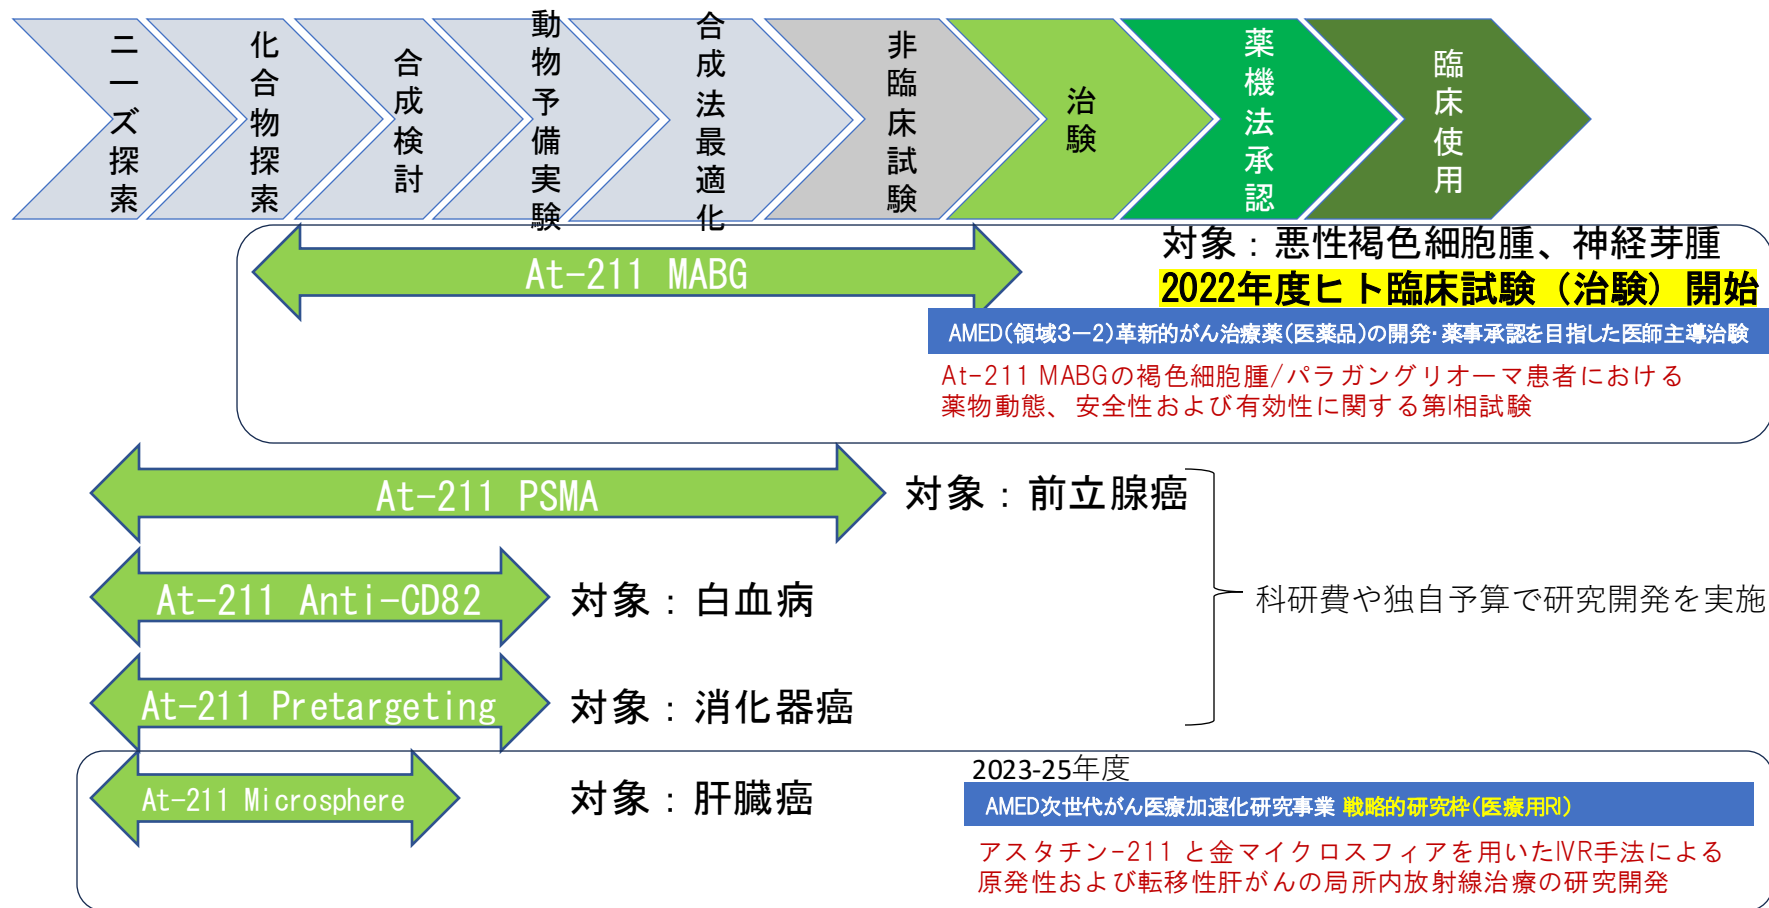 ニーズ探索
化合物探索
合成検討
動物予備実験
合成法最適化
非臨床試験
治験
薬機法承認
臨床使用
At-211 MABG
対象：悪性褐色細胞腫、神経芽腫
2022年度ヒト臨床試験（治験）開始
AMED（領域３－２）革新的がん治療薬（医薬品）の開発・薬事承認を目指した医師主導治験
At-211 MABGの褐色細胞腫/パラガングリオーマ患者における
薬物動態、安全性および有効性に関する第I相試験
At-211 PSMA
対象：前立腺癌
At-211 Anti-CD82
対象：白血病
科研費や独自予算で研究開発を実施
At-211 Pretargeting
対象：消化器癌
At-211 Microsphere
対象：肝臓癌
2023-25年度
AMED次世代がん医療加速化研究事業 戦略的研究枠（医療用RI）
アスタチン-211 と金マイクロスフィアを用いたIVR手法による
原発性および転移性肝がんの局所内放射線治療の研究開発